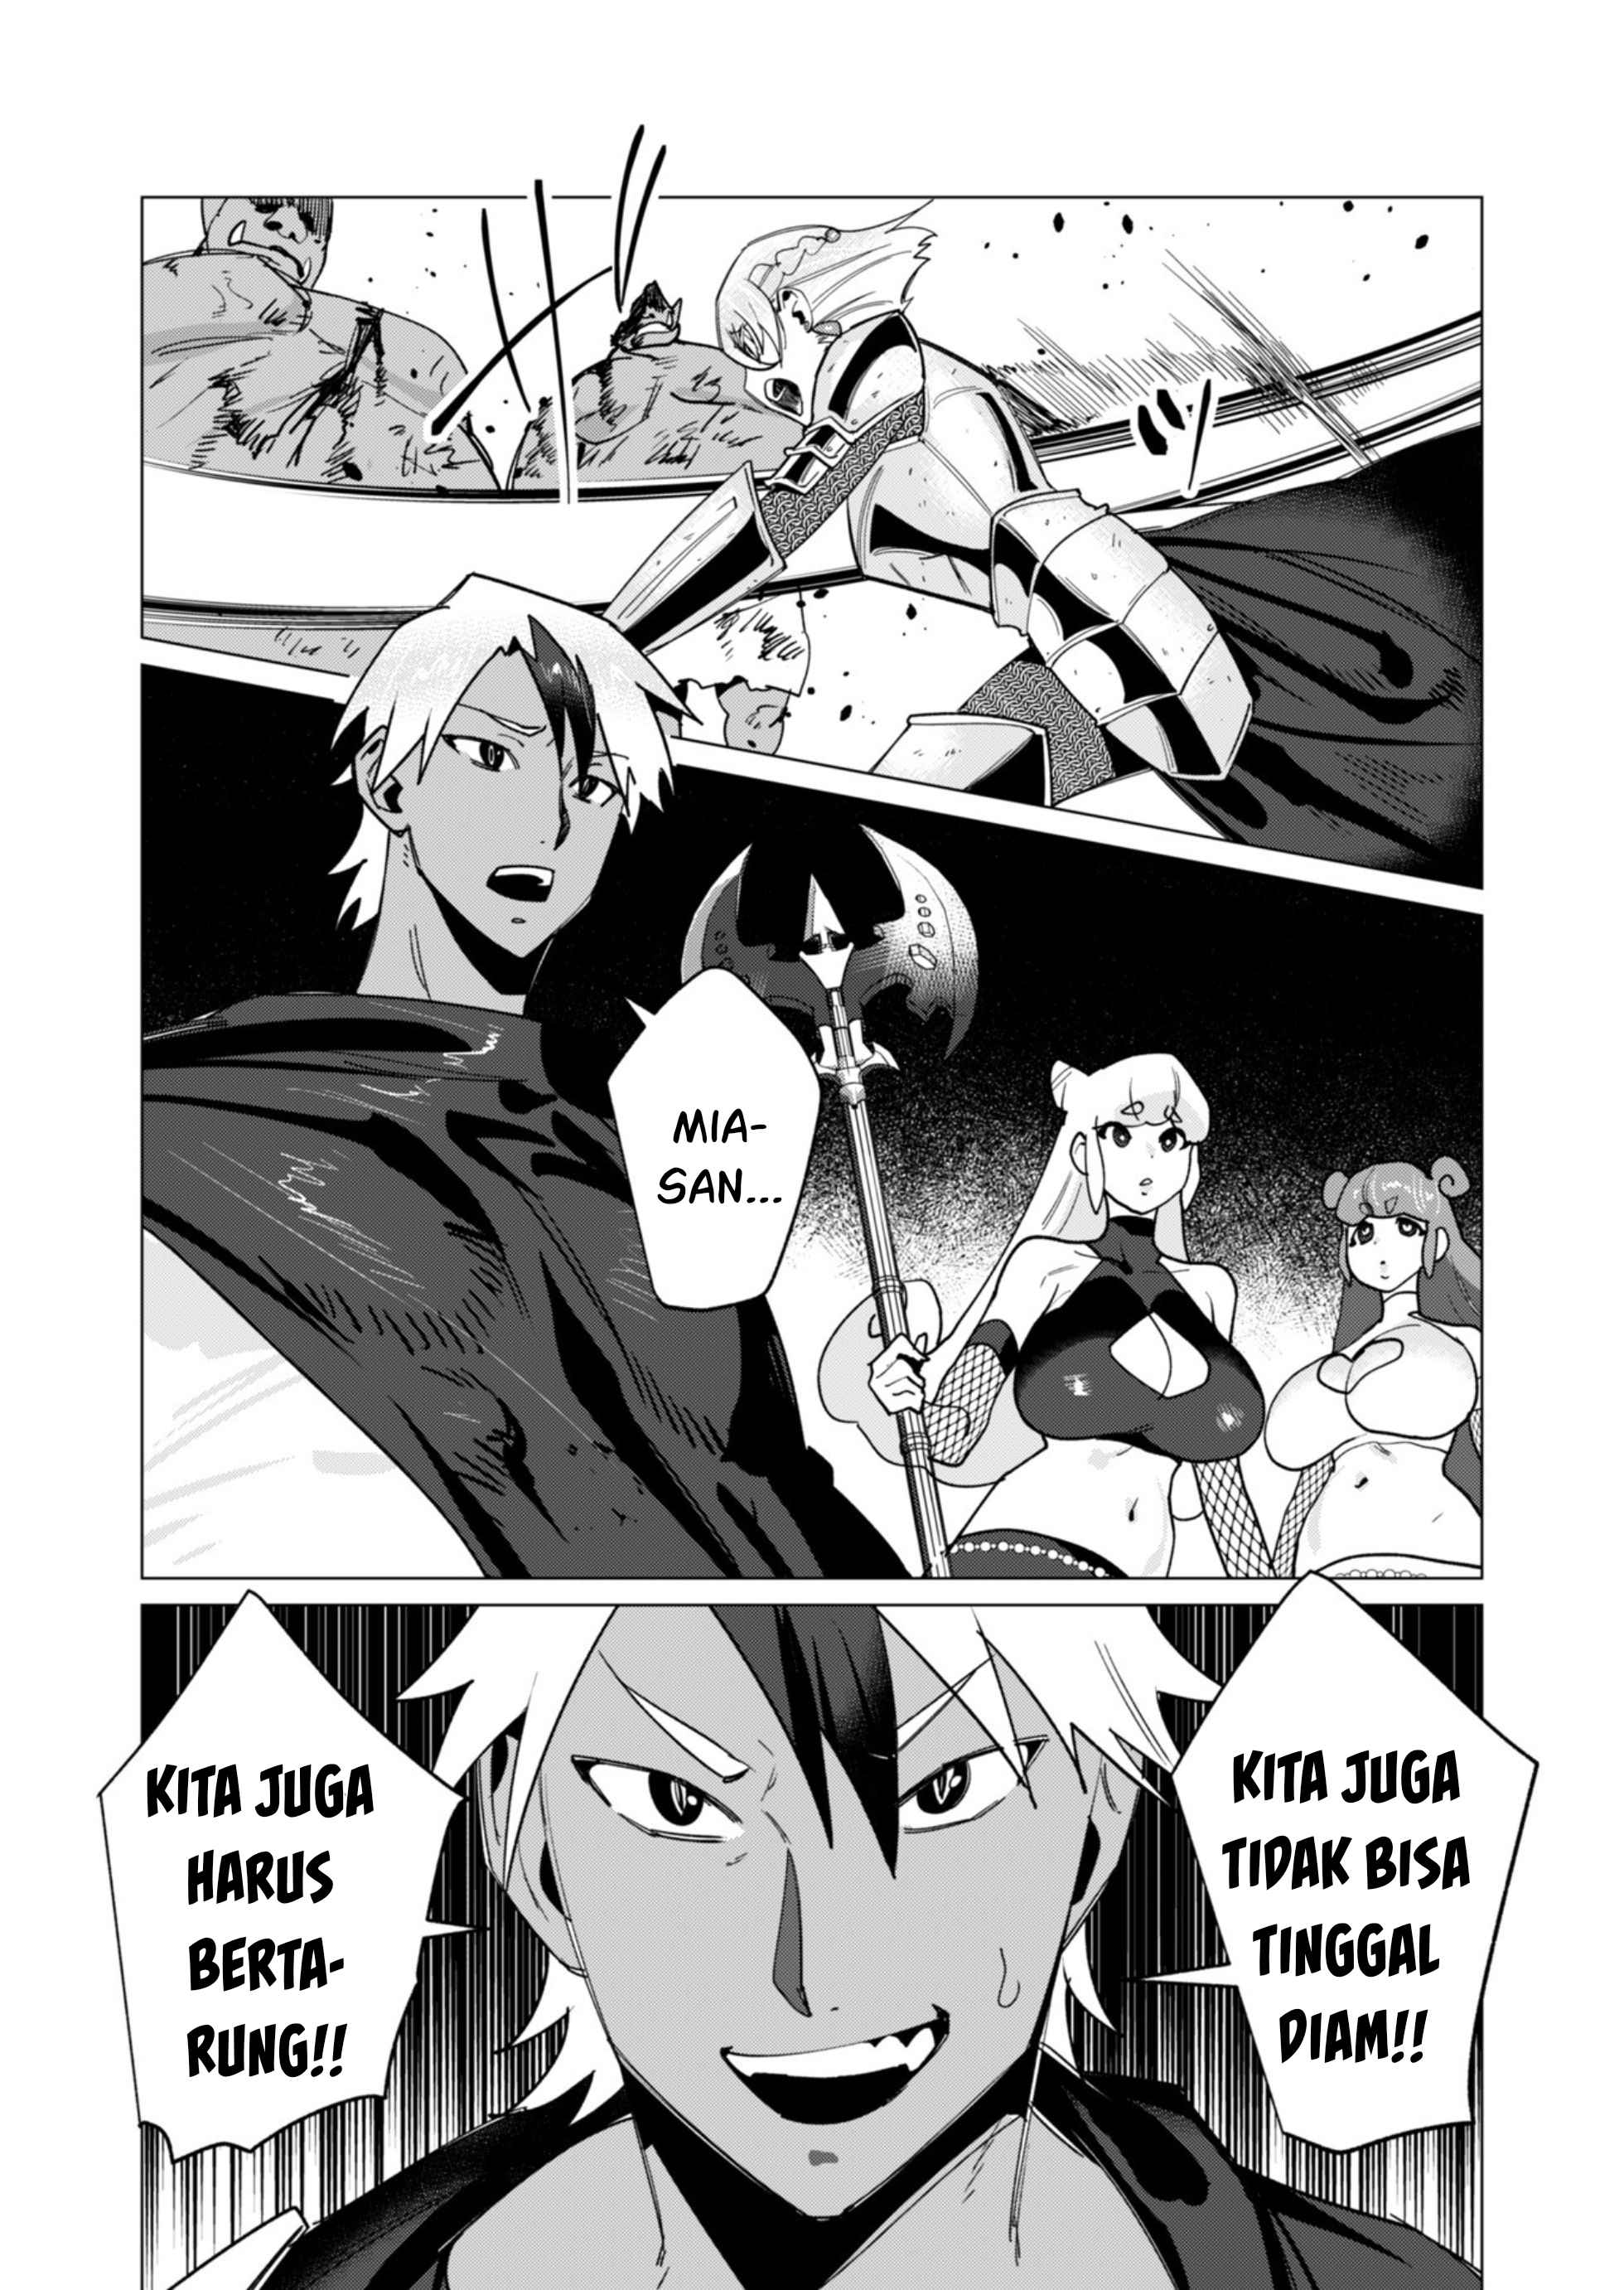 MIA-
SAN...
KITA JUGA
TIDAK BISA
TINGGAL
DIAM!!
KITA JUGA
HARUS
BERTA-
RUNG!!